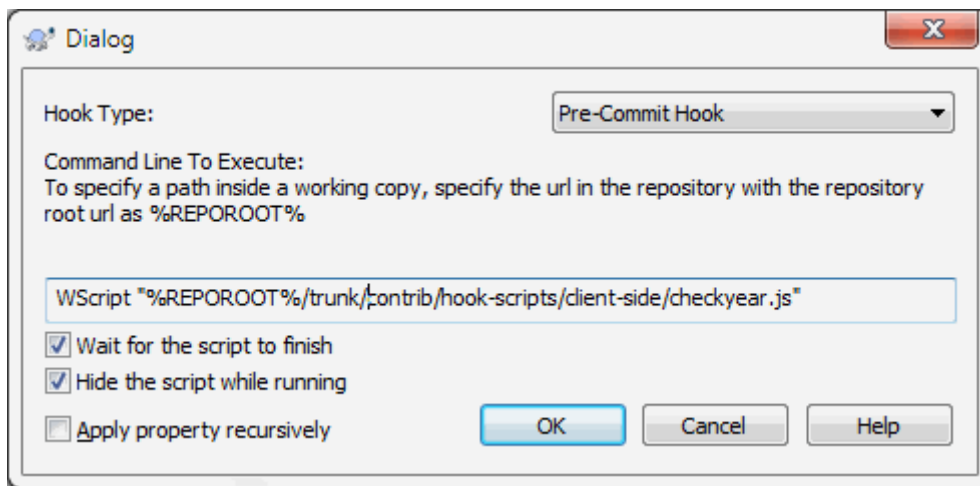 Dialog
Hook Type:
Pre-Commit Hook
Command Line To Execute:
To specify a path inside a working copy, specify the url in the repository with the repository
root url as %REPOROOT%
WScript "%REPOROOT%/trunk/contrib/hook-scripts/client-side/checkyear.js"
Wait for the script to finish
Hide the script while running
Apply property recursively
OK
Cancel
Help